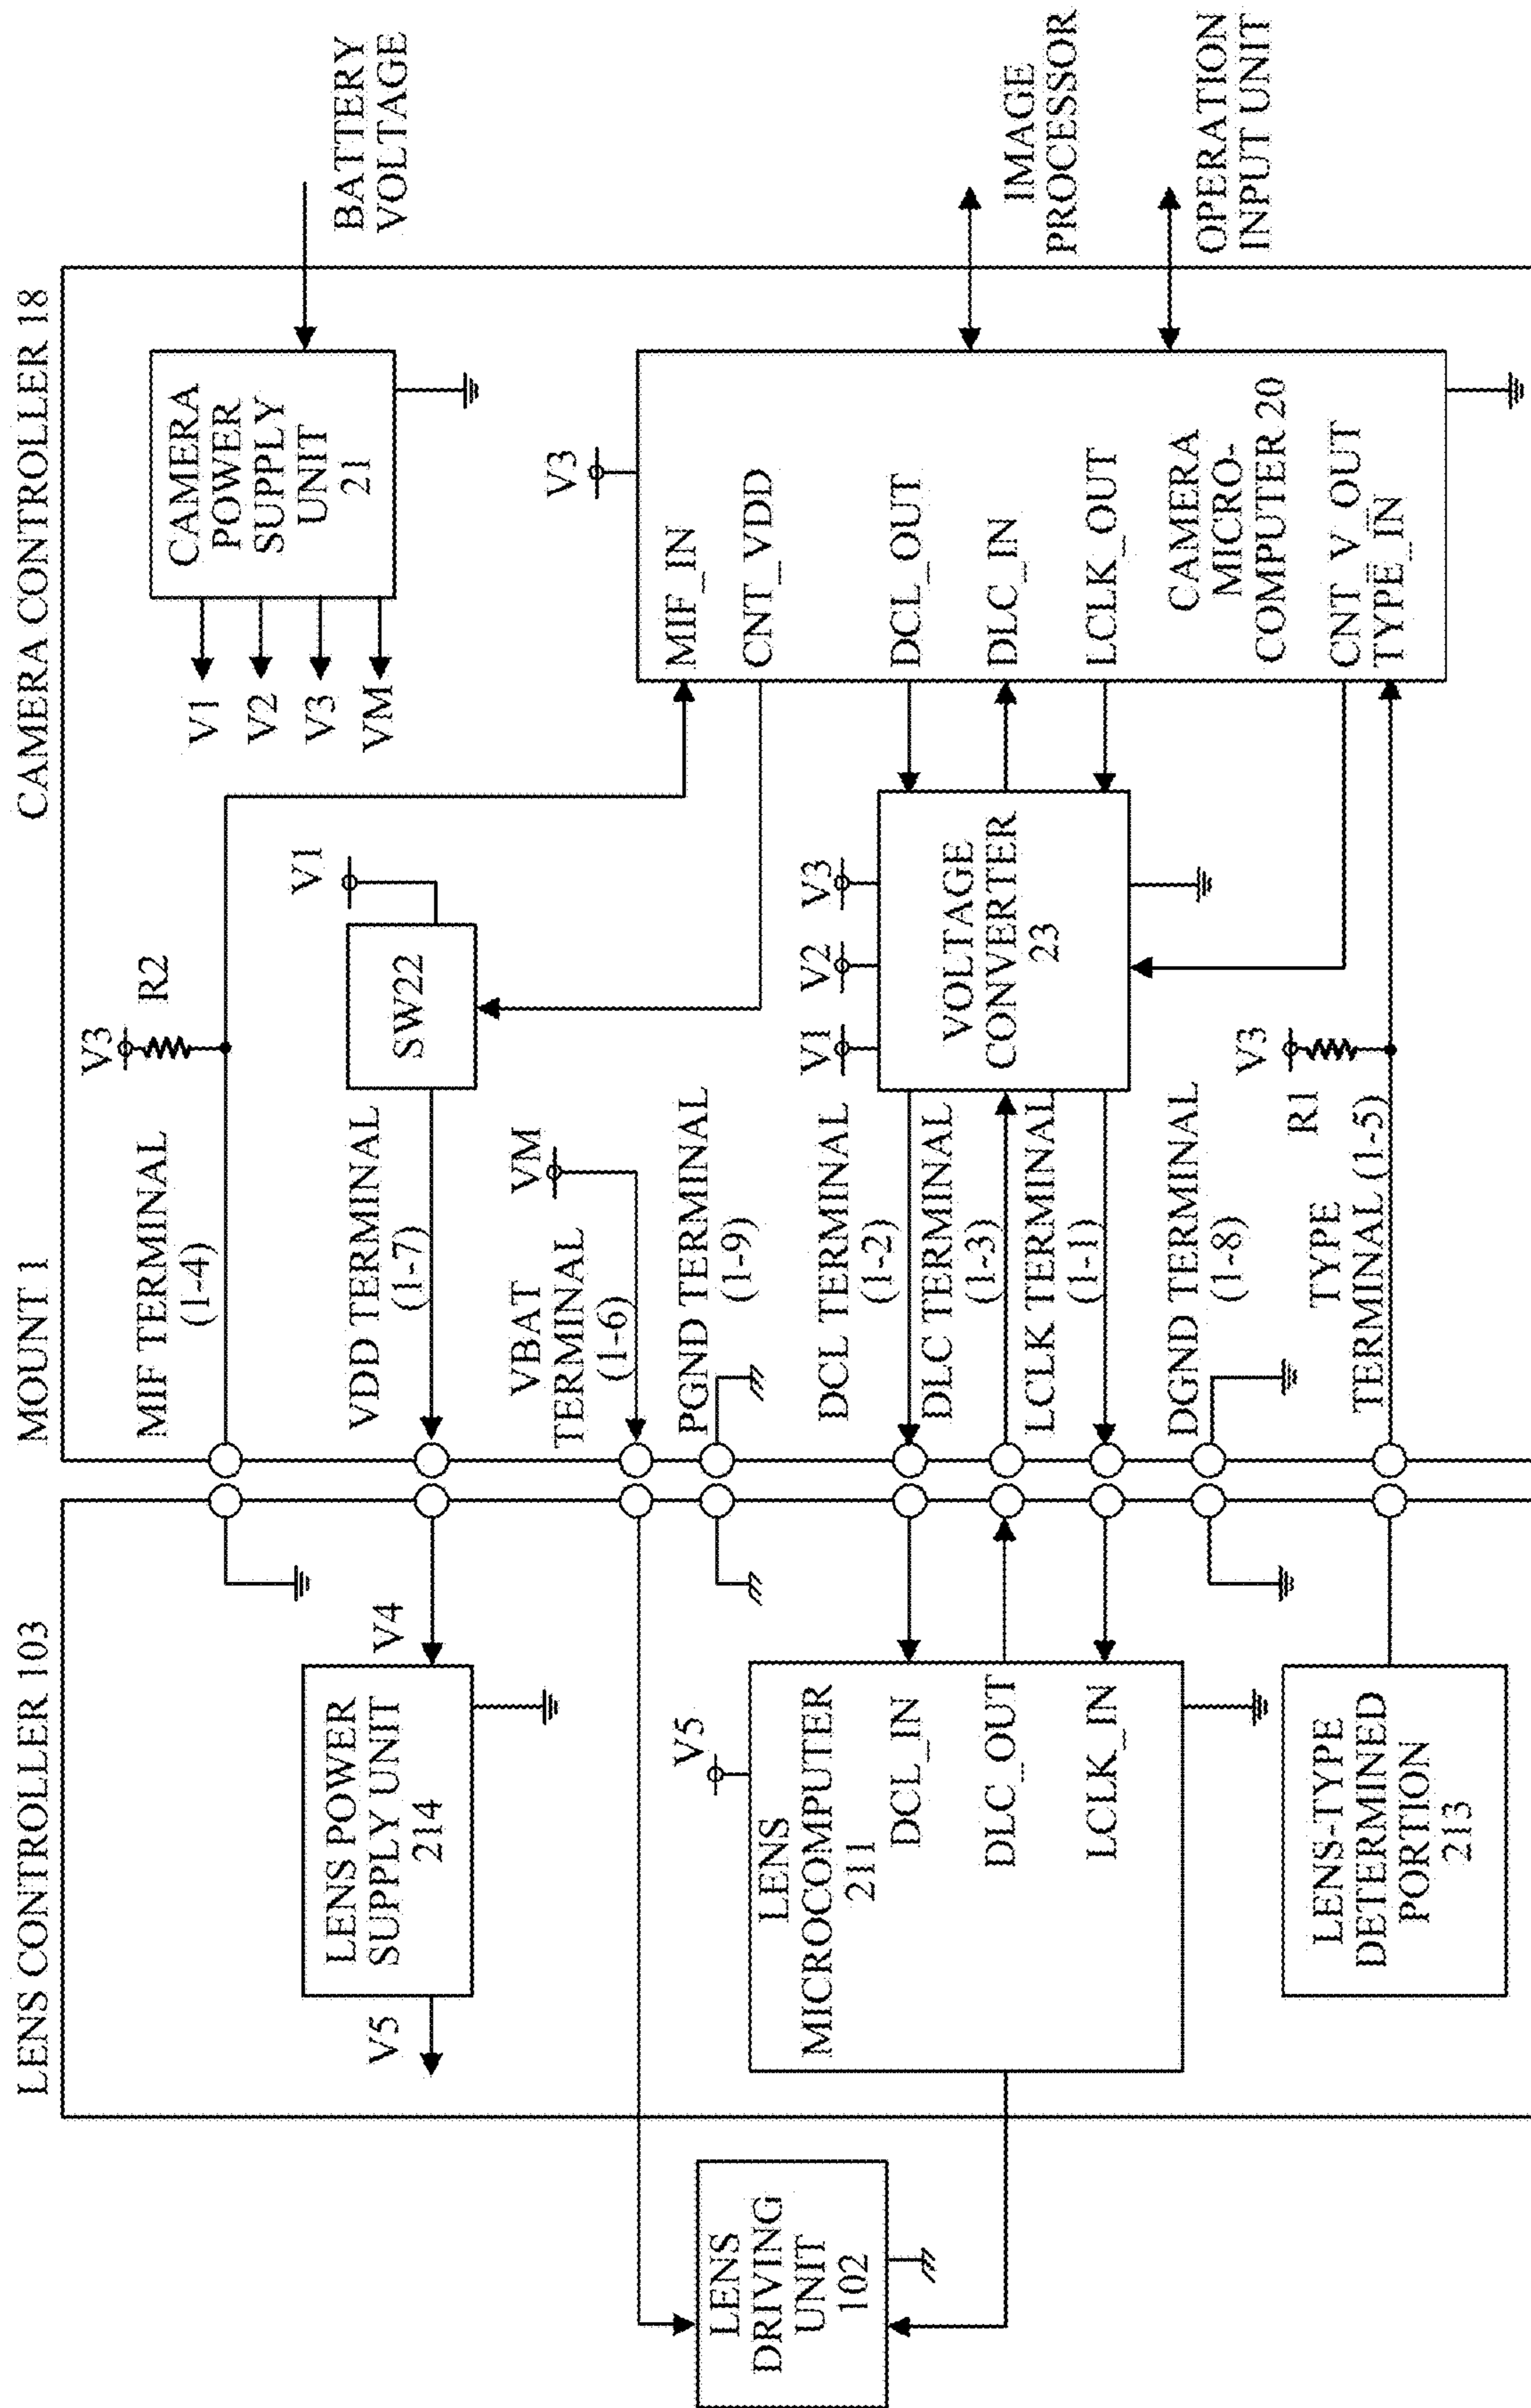 LENS CONTROLLER 103
MOUNT 1
CAMERA CONTROLLER 18
MIF TERMINAL
(1-4)
V3
R2
V1
V2
V3
VM
CAMERA
POWER
SUPPLY
UNIT
21
BATTERY
VOLTAGE
V5
LENS POWER
SUPPLY UNIT
214
V4
VDD TERMINAL
(1-7)
SW22
V1
VBAT
TERMINAL
(1-6)
VM
V3
MIF_IN
CNT_VDD
DCL_OUT
DLC_IN
LCLK_OUT
CAMERA
MICRO-
COMPUTER 20
CNT_V_OUT
TYPE_IN
IMAGE
PROCESSOR
OPERATION
INPUT UNIT
LENS
DRIVING
UNIT
102
V5
LENS
MICROCOMPUTER
211
DCL_IN
DLC_OUT
LCLK_IN
PGND TERMINAL
(1-9)
DCL TERMINAL
(1-2)
DLC TERMINAL
(1-3)
LCLK TERMINAL
(1-1)
V1
V2
V3
VOLTAGE
CONVERTER
23
DGND TERMINAL
(1-8)
LENS-TYPE
DETERMINED
PORTION
213
TYPE
TERMINAL (1-5)
V3
R1